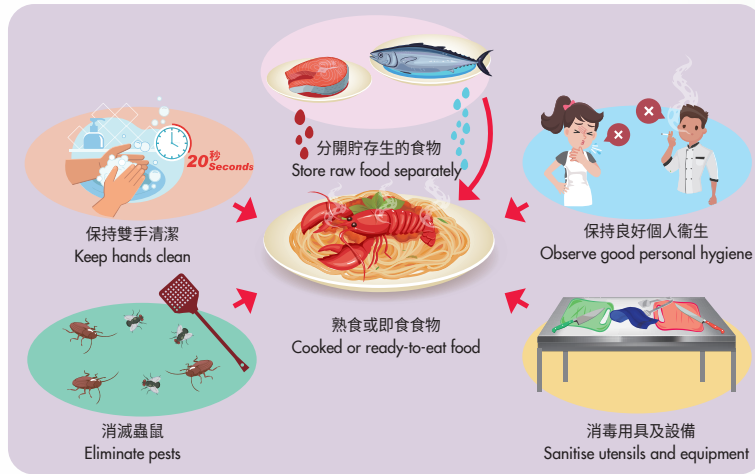 分開貯存生的食物
Store raw food separately
20秒
Seconds
保持雙手清潔
Keep hands clean
保持良好個人衞生
Observe good personal hygiene
熟食或即食食物
Cooked or ready-to-eat food
消滅蟲鼠
Eliminate pests
消毒用具及設備
Sanitise utensils and equipment